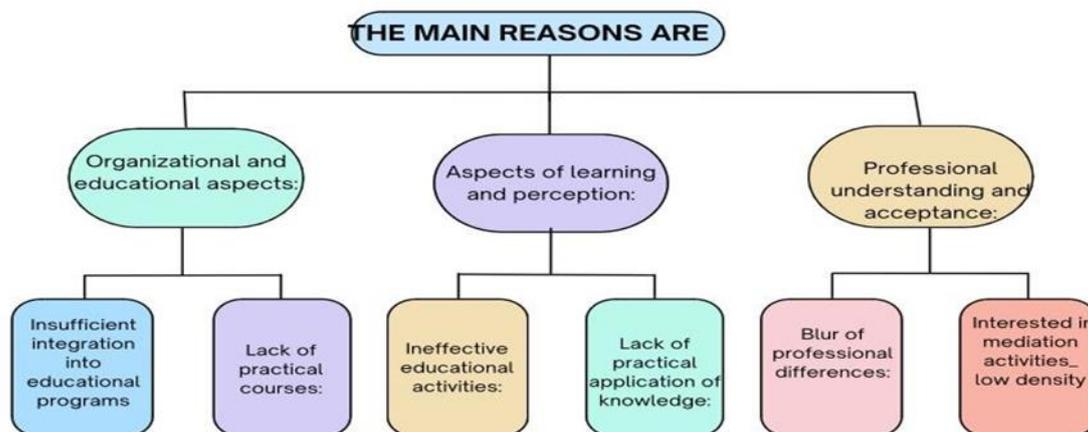 THE MAIN REASONS ARE
Organizational and
educational aspects:
Aspects of learning
and perception:
Professional
understanding and
acceptance:
Insufficient
integration
into
educational
programs
Lack of
practical
courses:
Ineffective
educational
activities:
Lack of
practical
application of
knowledge:
Blur of
professional
differences:
Interested in
mediation
activities_
low density